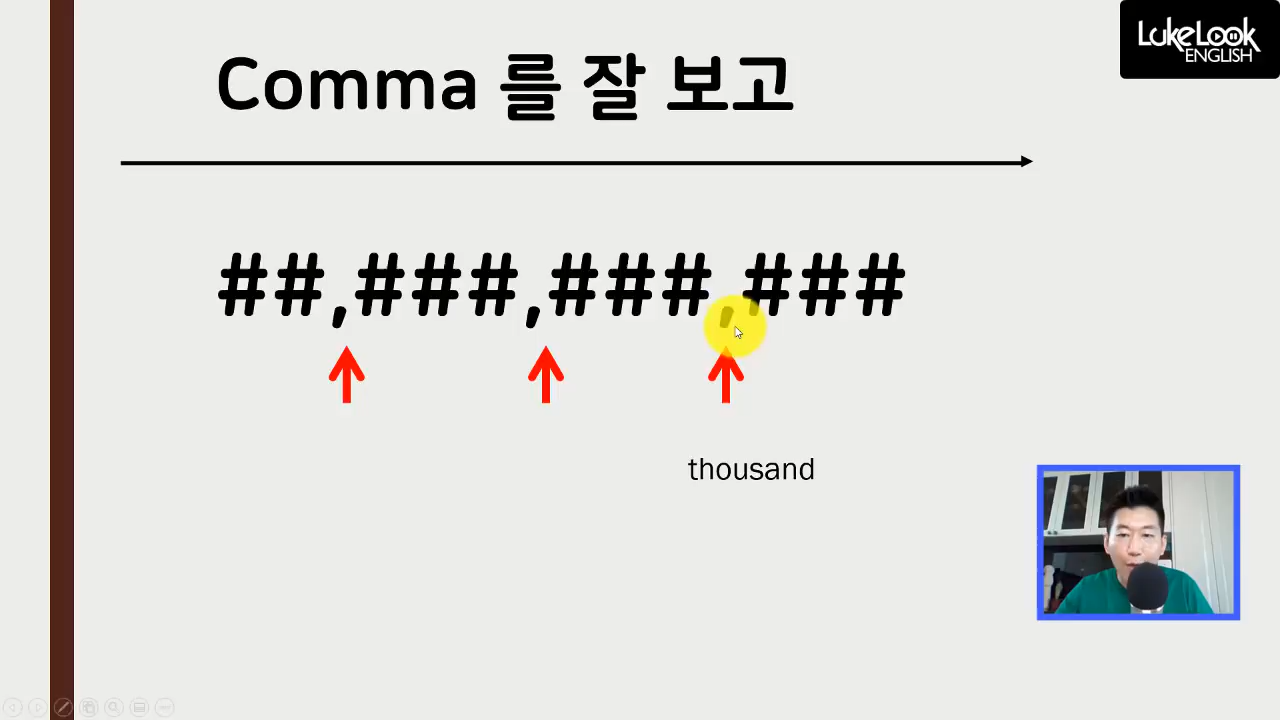 LukeLook
ENGLISH
Comma 를 잘 보고
##,###,###,###
thousand